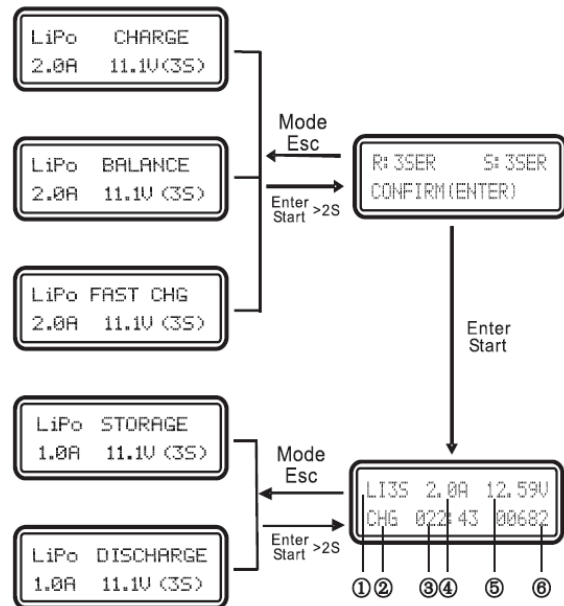 LiPo CHARGE
2.0A 11.1V(3S)
Mode
Esc
LiPo BALANCE
2.0A 11.1V (3S)
R:3SER S:3SER
CONFIRM(ENTER)
Enter
Start >2S
LiPo FAST CHG
2.0A 11.1V (3S)
Enter
Start
LiPo STORAGE
1.0A 11.1V (3S)
Mode
Esc
LI3S 2.0A 12.59V
CHG 022:43 00682
Enter
Start >2S
LiPo DISCHARGE
1.0A 11.1V (3S)
① ② ③ ④ ⑤ ⑥